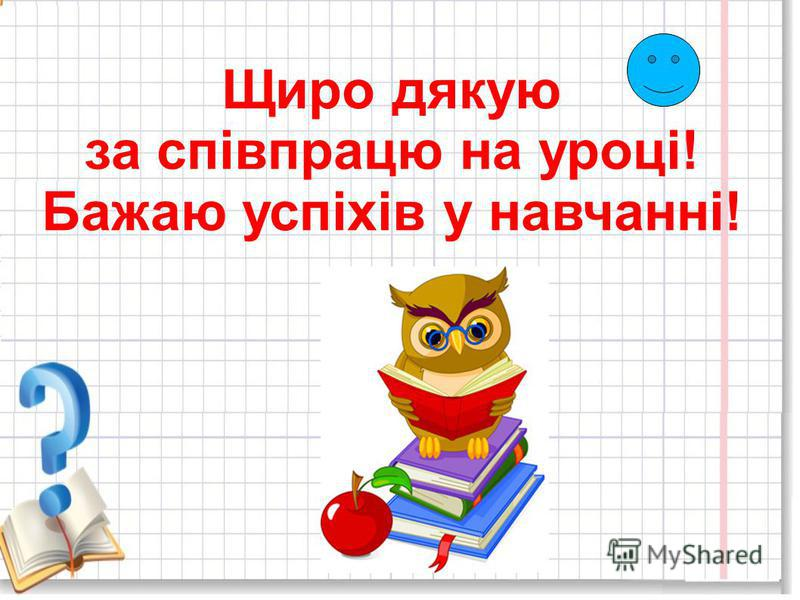 Щиро дякую
за співпрацю на уроці!
Бажаю успіхів у навчанні!
MyShared